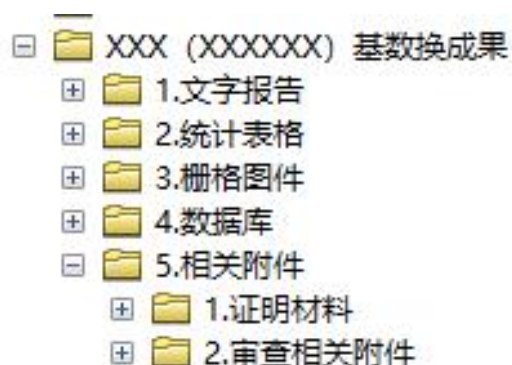 XXX（XXXXXX）基数换成果
1.文字报告
2.统计表格
3.栅格图件
4.数据库
5.相关附件
1.证明材料
2.审查相关附件